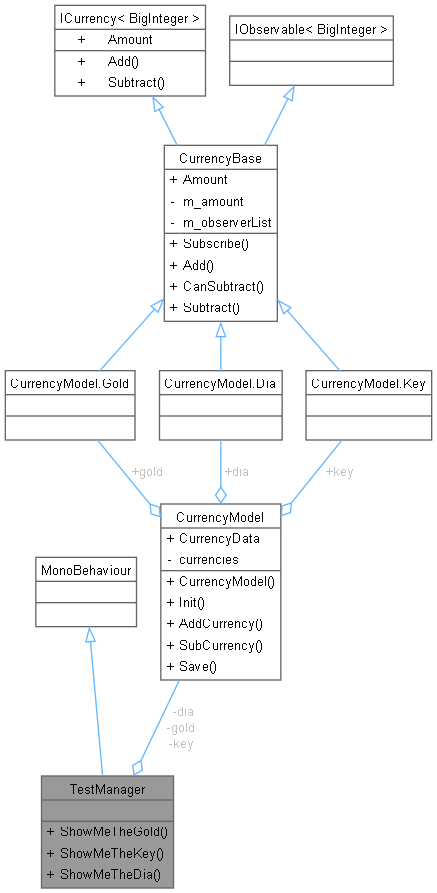 ICurrency< BigInteger >
+ Amount
+ Add()
+ Subtract()
IObservable< BigInteger >
CurrencyBase
+ Amount
- m_amount
- m_observerList
+ Subscribe()
+ Add()
+ CanSubtract()
+ Subtract()
CurrencyModel.Gold
CurrencyModel.Dia
CurrencyModel.Key
+gold
+dia
+key
CurrencyModel
+ CurrencyData
- currencies
+ CurrencyModel()
+ Init()
+ AddCurrency()
+ SubCurrency()
+ Save()
MonoBehaviour
-dia
-gold
-key
TestManager
+ ShowMeTheGold()
+ ShowMeTheKey()
+ ShowMeTheDia()